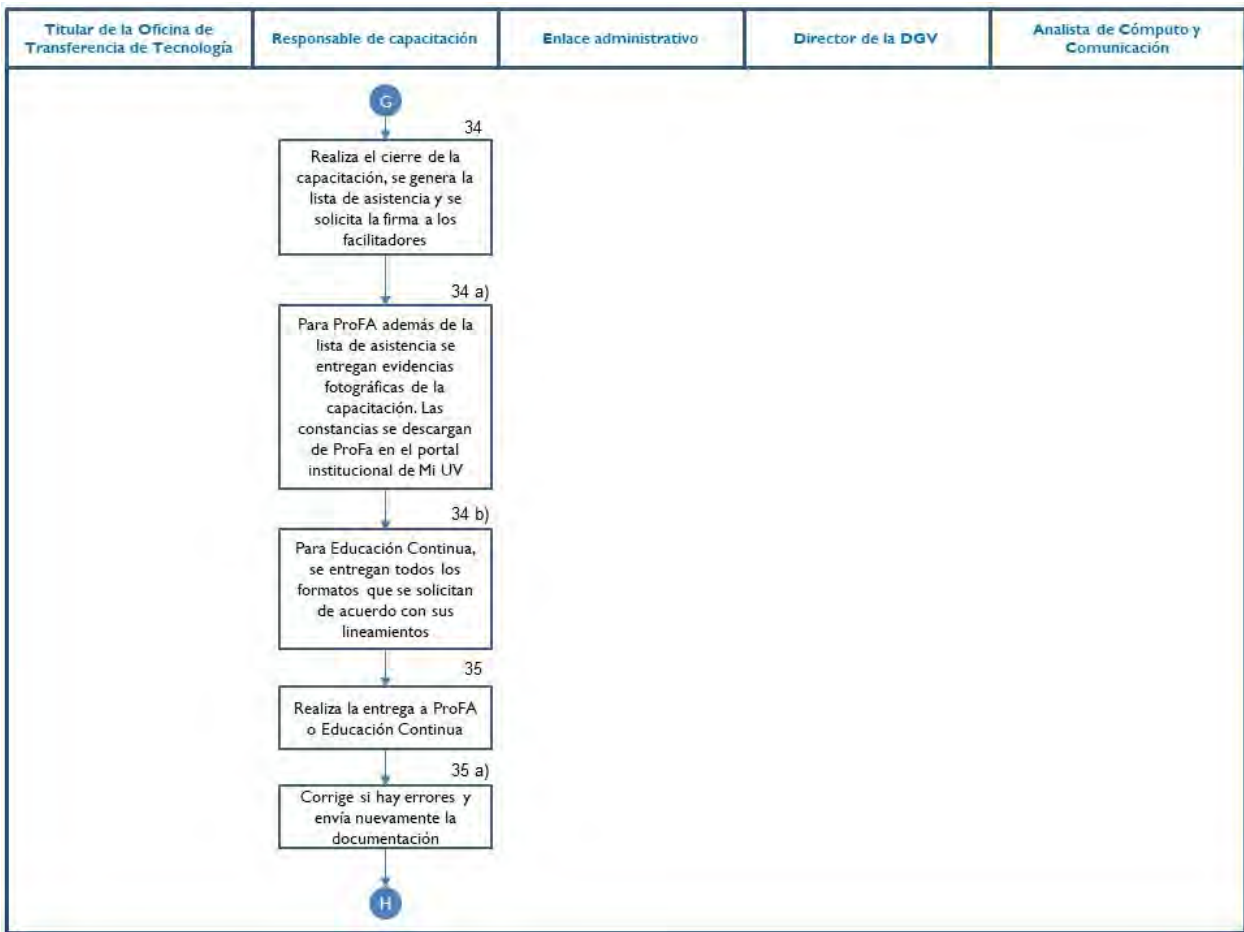 Titular de la Oficina de
Transferencia de Tecnología
Responsable de capacitación
Enlace administrativo
Director de la DGV
Analista de Cómputo y
Comunicación
G
34
Realiza el cierre de la
capacitación, se genera la
lista de asistencia y se
solicita la firma a los
facilitadores
34 a)
Para ProFA además de la
lista de asistencia se
entregan evidencias
fotográficas de la
capacitación. Las
constancias se descargan
de ProFa en el portal
institucional de Mi UV
34 b)
Para Educación Continua,
se entregan todos los
formatos que se solicitan
de acuerdo con sus
lineamientos
35
Realiza la entrega a ProFA
o Educación Continua
35 a)
Corrige si hay errores y
envía nuevamente la
documentación
H